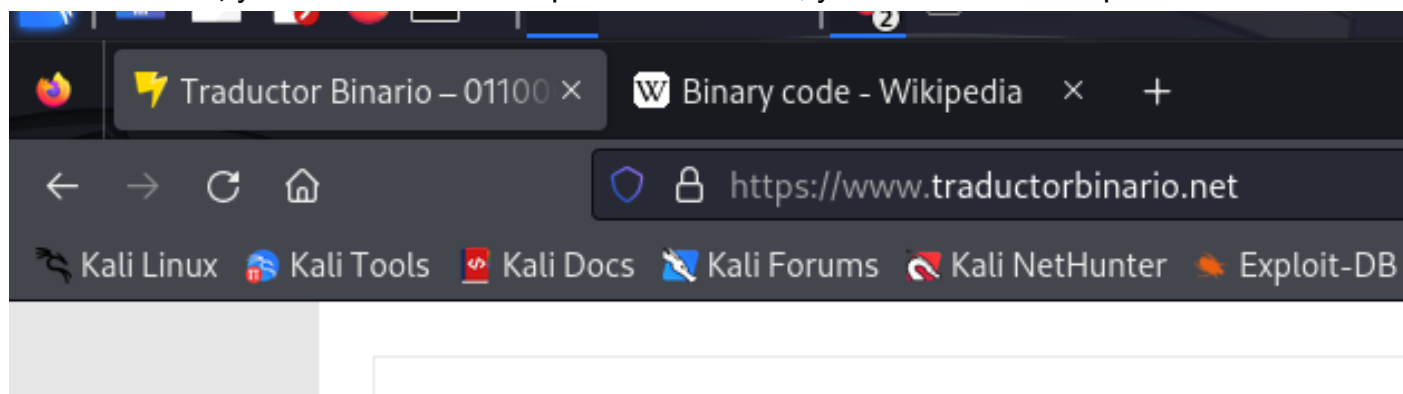 2
Traductor Binario – 01100
Binary code - Wikipedia
https://www.traductorbinario.net
Kali Linux Kali Tools Kali Docs Kali Forums Kali NetHunter Exploit-DB